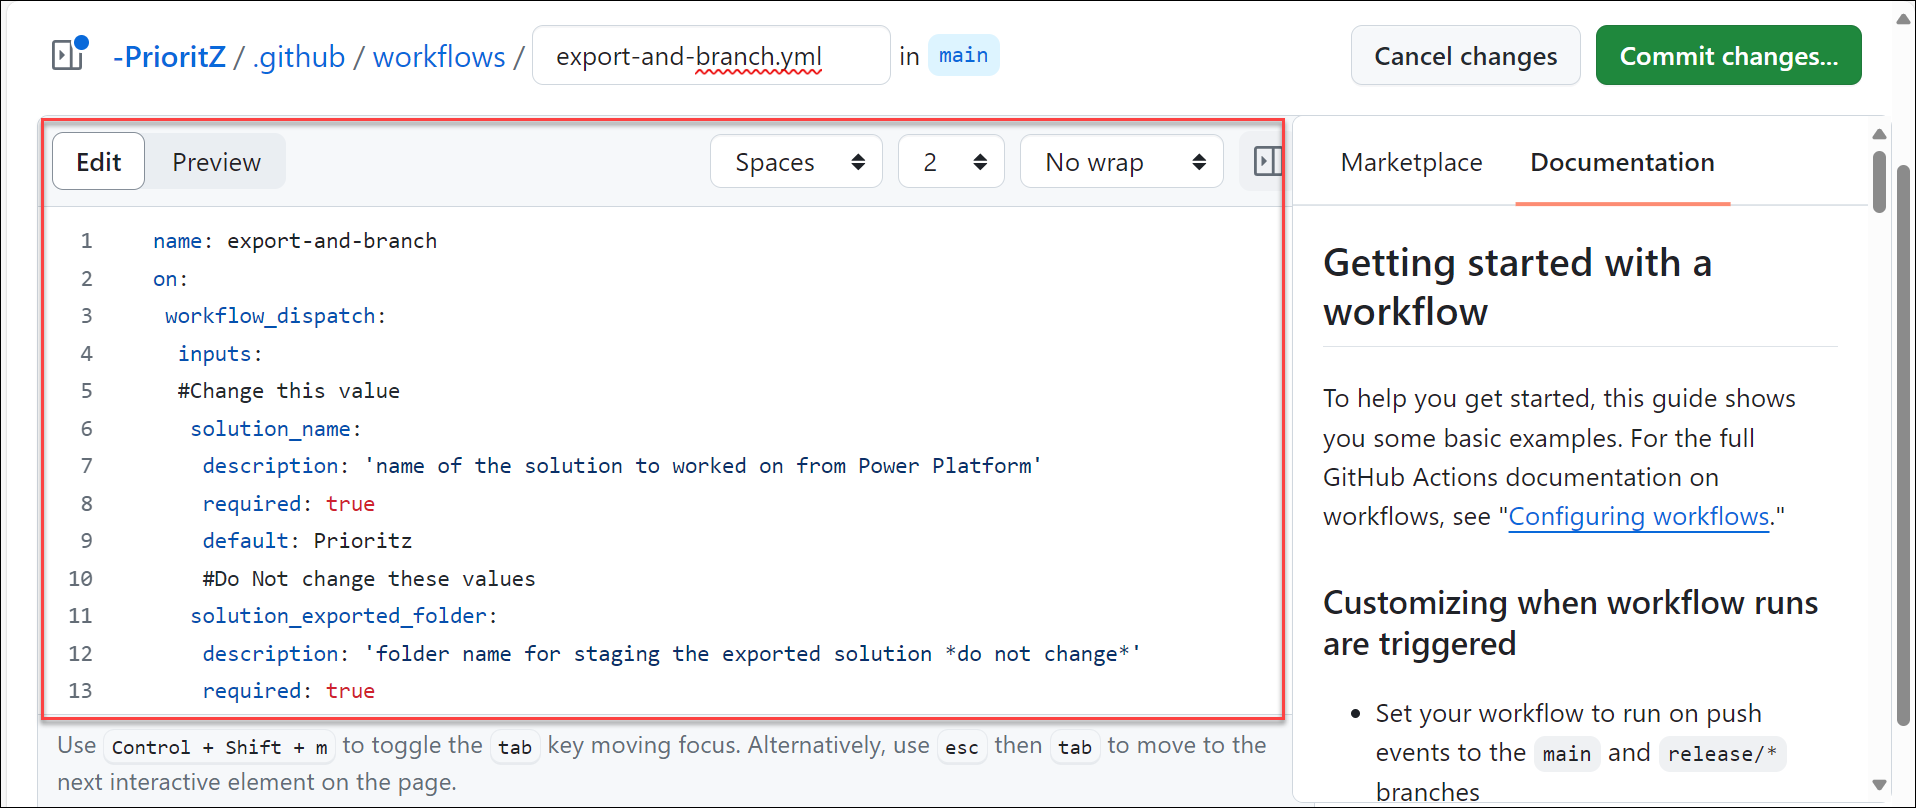 -PrioritZ / .github / workflows / export-and-branch.yml in main Cancel changes Commit changes...
Edit Preview Spaces 2 No wrap
1 name: export-and-branch
2 on:
3 workflow_dispatch:
4 inputs:
5 #Change this value
6 solution_name:
7 description: 'name of the solution to worked on from Power Platform'
8 required: true
9 default: Prioritz
10 #Do Not change these values
11 solution_exported_folder:
12 description: 'folder name for staging the exported solution *do not change*'
13 required: true
Use Control + Shift + m to toggle the tab key moving focus. Alternatively, use esc then tab to move to the
next interactive element on the page.
Marketplace Documentation
Getting started with a
workflow
To help you get started, this guide shows
you some basic examples. For the full
GitHub Actions documentation on
workflows, see "Configuring workflows."
Customizing when workflow runs
are triggered
• Set your workflow to run on push
events to the main and release/*
branches